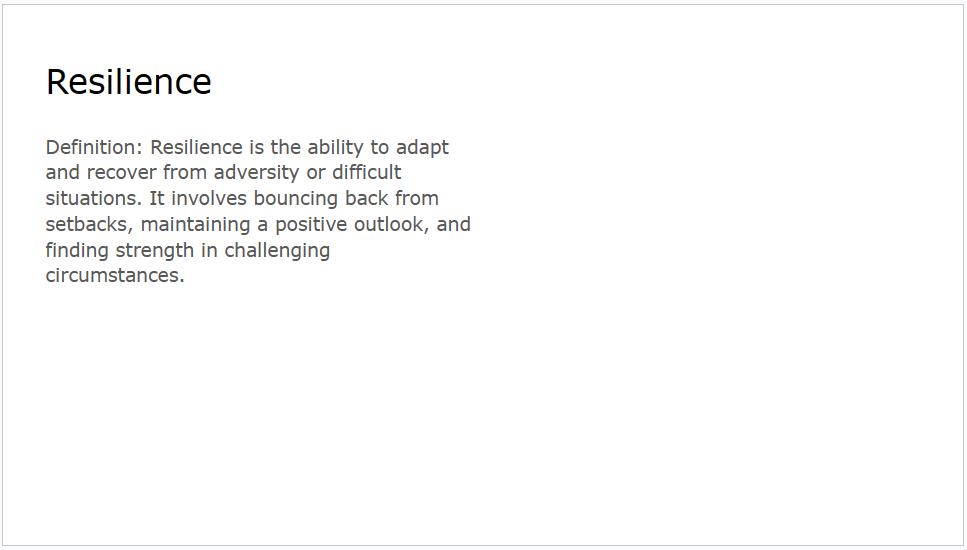 Resilience
Definition: Resilience is the ability to adapt
and recover from adversity or difficult
situations. It involves bouncing back from
setbacks, maintaining a positive outlook, and
finding strength in challenging
circumstances.